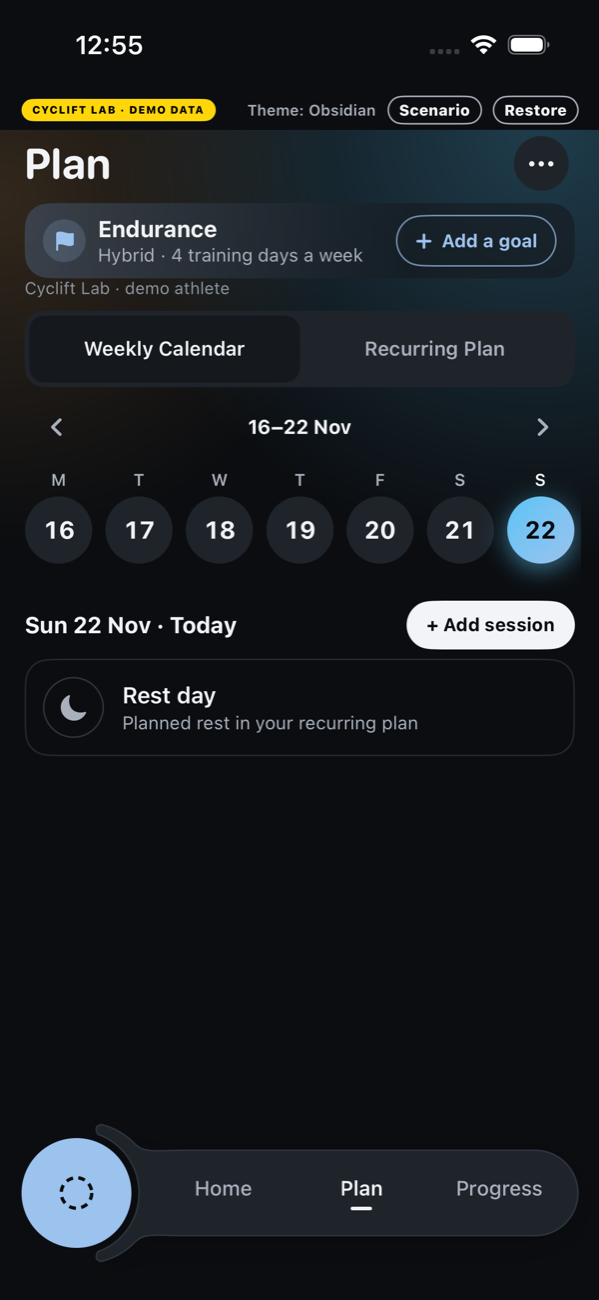 12:55
CYCLIFT LAB · DEMO DATA
Theme: Obsidian
Scenario
Restore
Plan
Endurance
Hybrid · 4 training days a week
+ Add a goal
Cyclift Lab · demo athlete
Weekly Calendar
Recurring Plan
16–22 Nov
M T W T F S S
16 17 18 19 20 21 22
Sun 22 Nov · Today
+ Add session
Rest day
Planned rest in your recurring plan
Home
Plan
Progress